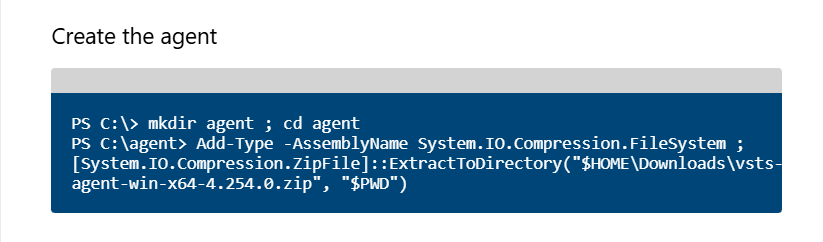 Create the agent
PS C:\> mkdir agent ; cd agent
PS C:\agent> Add-Type -AssemblyName System.IO.Compression.FileSystem ;
[System.IO.Compression.ZipFile]::ExtractToDirectory("$HOME\Downloads\vsts-
agent-win-x64-4.254.0.zip", "$PWD")